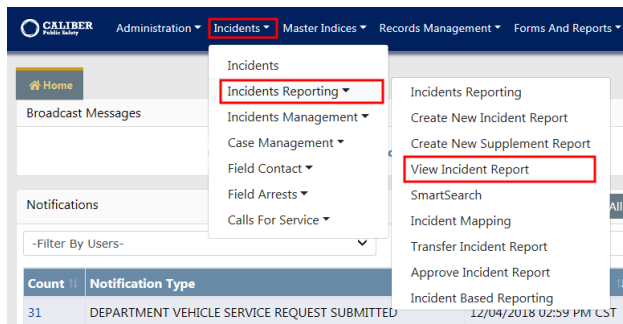 CALIBER
Public Safety
Administration Incidents Master Indices Records Management Forms And Reports
Home
Broadcast Messages
Incidents
Incidents Reporting
Incidents Management
Case Management
Field Contact
Field Arrests
Calls For Service
Incidents Reporting
Create New Incident Report
Create New Supplement Report
View Incident Report
SmartSearch
Incident Mapping
Transfer Incident Report
Approve Incident Report
Incident Based Reporting
Notifications
All
-Filter By Users-
Count Notification Type
31 DEPARTMENT VEHICLE SERVICE REQUEST SUBMITTED 12/04/2018 02:59 PM CST